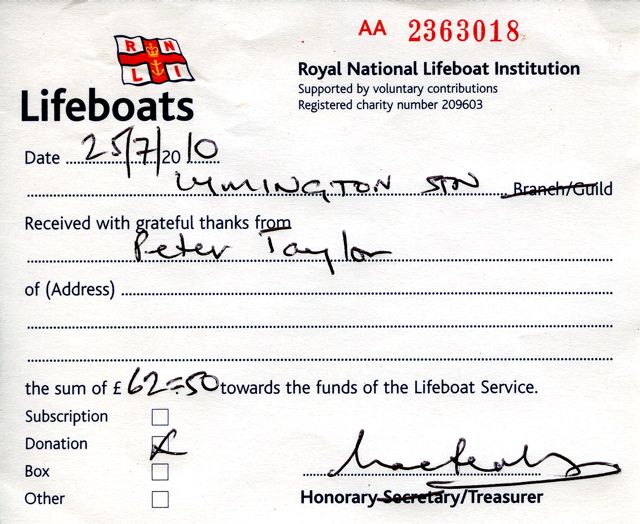 AA 2363018
R N L I
Lifeboats
Royal National Lifeboat Institution
Supported by voluntary contributions
Registered charity number 209603
Date 25/7/2010
LYMINGTON STN Branch/Guild
Received with grateful thanks from
Peter Taylor
of (Address)
the sum of £ 62=50 towards the funds of the Lifeboat Service.
Subscription
Donation X
Box
Other
Honorary Secretary/Treasurer